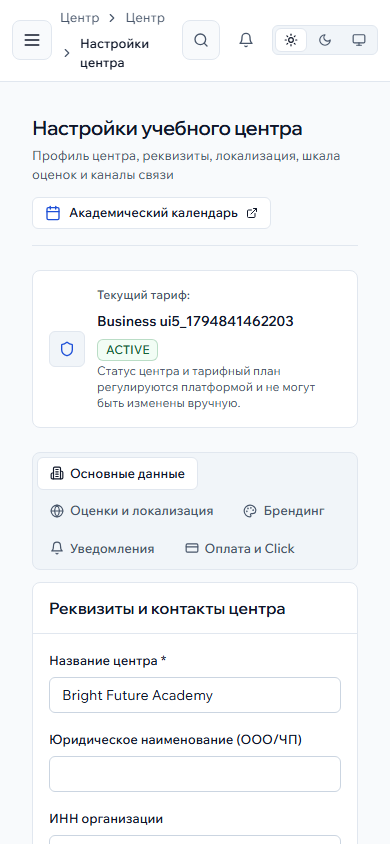 Центр > Центр
> Настройки
центра
Настройки учебного центра
Профиль центра, реквизиты, локализация, шкала
оценок и каналы связи
Академический календарь
Текущий тариф:
Business ui5_1794841462203
ACTIVE
Статус центра и тарифный план
регулируются платформой и не могут
быть изменены вручную.
Основные данные
Оценки и локализация
Брендинг
Уведомления
Оплата и Click
Реквизиты и контакты центра
Название центра *
Bright Future Academy
Юридическое наименование (ООО/ЧП)
ИНН организации